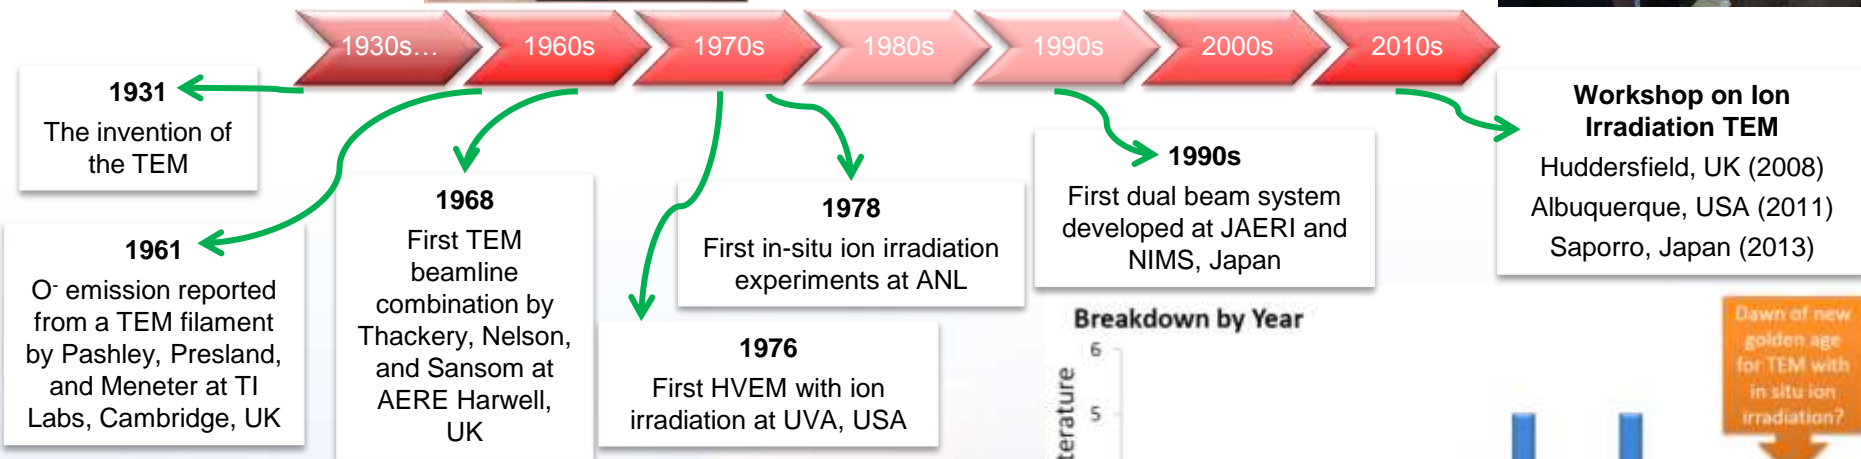 1930s...
1960s
1970s
1980s
1990s
2000s
2010s
1931
The invention of
the TEM
1961
O- emission reported
from a TEM filament
by Pashley, Presland,
and Meneter at TI
Labs, Cambridge, UK
1968
First TEM
beamline
combination by
Thackery, Nelson,
and Sansom at
AERE Harwell,
UK
1976
First HVEM with ion
irradiation at UVA, USA
1978
First in-situ ion irradiation
experiments at ANL
1990s
First dual beam system
developed at JAERI and
NIMS, Japan
Workshop on Ion
Irradiation TEM
Huddersfield, UK (2008)
Albuquerque, USA (2011)
Saporro, Japan (2013)
Breakdown by Year
6
5
Dawn of new
golden age
for TEM with
in situ ion
irradiation?